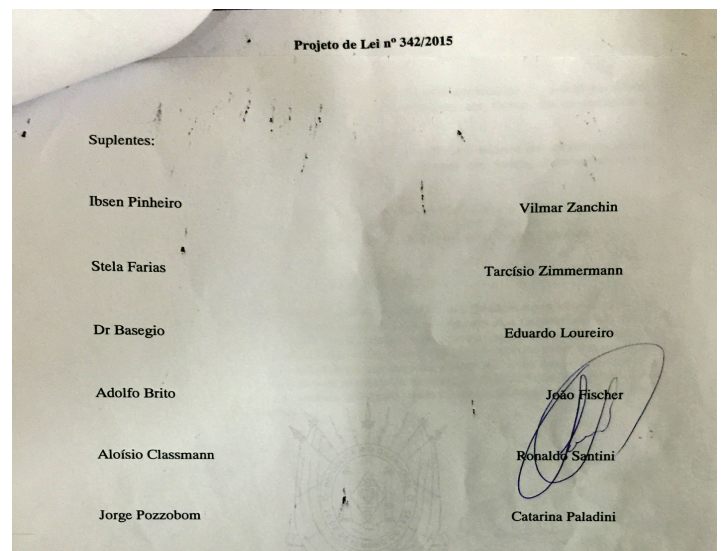 Projeto de Lei nº 342/2015
Suplentes:
Ibsen Pinheiro Vilmar Zanchin
Stela Farias Tarcísio Zimmermann
Dr Basegio Eduardo Loureiro
Adolfo Brito João Fischer
Aloísio Classmann Ronaldo Santini
Jorge Pozzobom Catarina Paladini